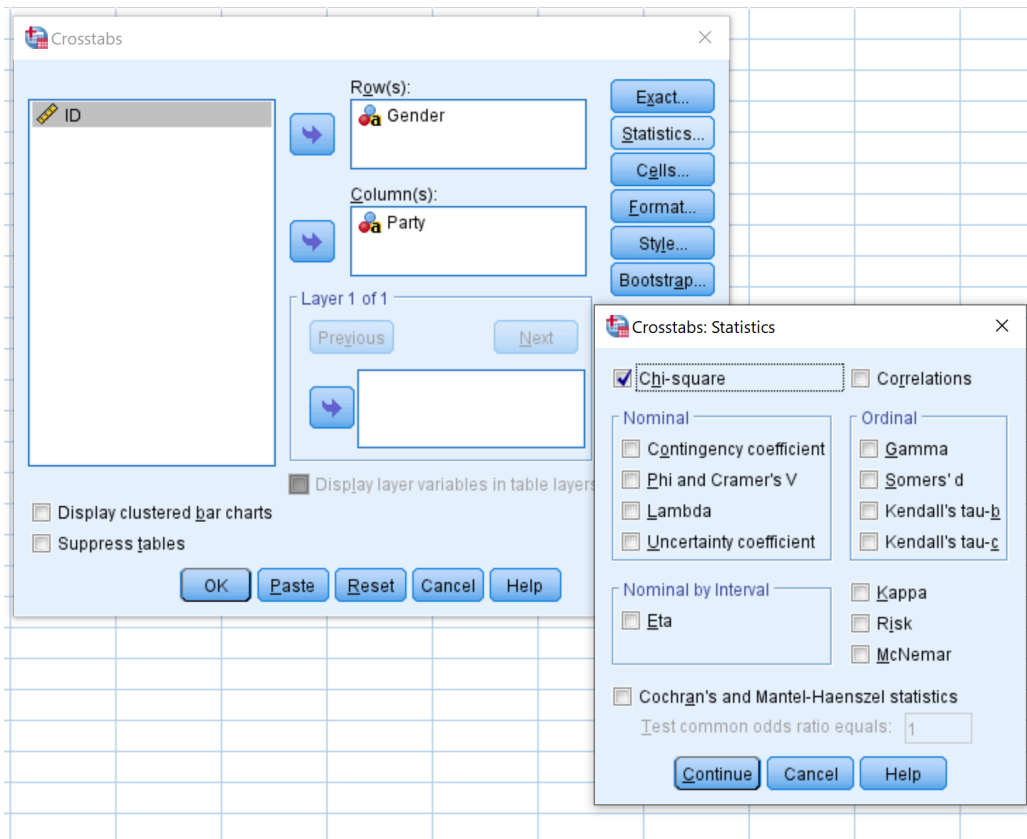 Crosstabs
Row(s):
ID
Gender
Exact...
Statistics...
Cells...
Column(s):
Party
Format...
Style...
Bootstrap...
Layer 1 of 1
Previous
Next
Display layer variables in table layers
Display clustered bar charts
Suppress tables
OK
Paste
Reset
Cancel
Help
Crosstabs: Statistics
Chi-square
Correlations
Nominal
Contingency coefficient
Phi and Cramer's V
Lambda
Uncertainty coefficient
Ordinal
Gamma
Somers' d
Kendall's tau-b
Kendall's tau-c
Nominal by Interval
Eta
Kappa
Risk
McNemar
Cochran's and Mantel-Haenszel statistics
Test common odds ratio equals: 1
Continue
Cancel
Help